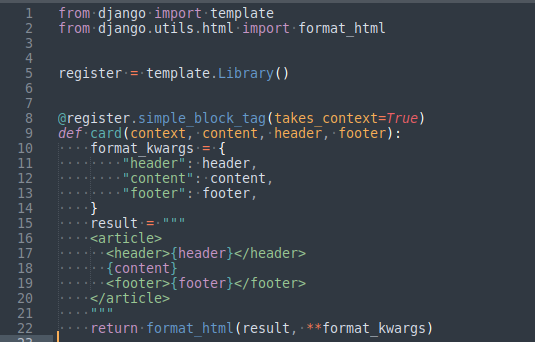 1 from django import template
2 from django.utils.html import format_html
3
4
5 register = template.Library()
6
7
8 @register.simple_block_tag(takes_context=True)
9 def card(context, content, header, footer):
10     format_kwargs = {
11         "header": header,
12         "content": content,
13         "footer": footer,
14     }
15     result = """
16     <article>
17       <header>{header}</header>
18       {content}
19       <footer>{footer}</footer>
20     </article>
21     """
22     return format_html(result, **format_kwargs)